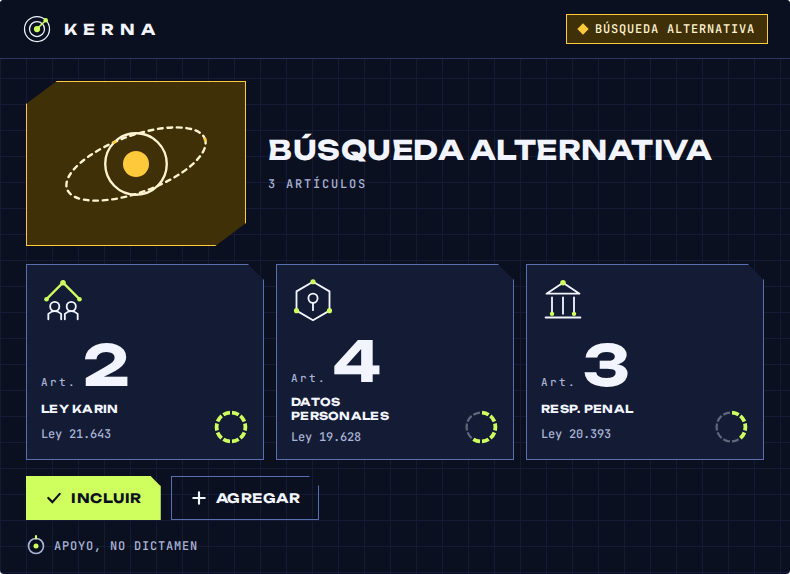 KERNA
BÚSQUEDA ALTERNATIVA
BÚSQUEDA ALTERNATIVA
3 ARTÍCULOS
Art. 2
LEY KARIN
Ley 21.643
Art. 4
DATOS
PERSONALES
Ley 19.628
Art. 3
RESP. PENAL
Ley 20.393
INCLUIR
AGREGAR
APOYO, NO DICTAMEN